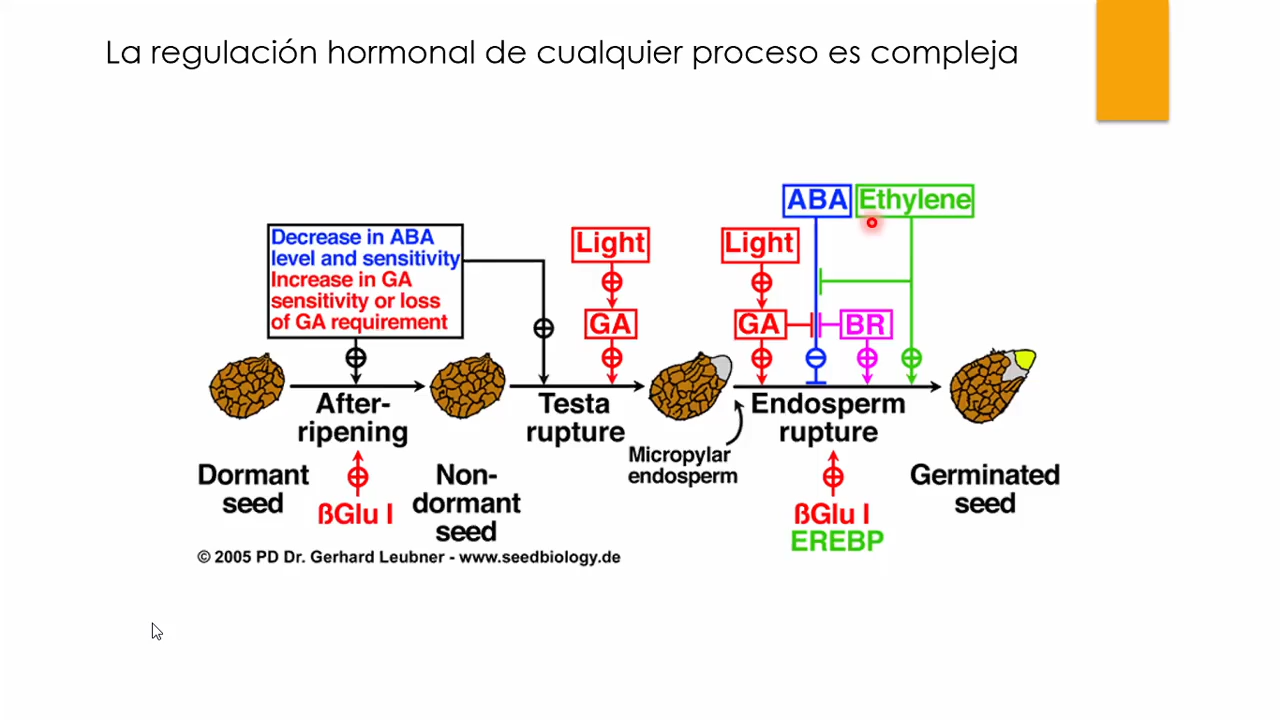 La regulación hormonal de cualquier proceso es compleja
ABA
Ethylene
Decrease in ABA
level and sensitivity
Increase in GA
sensitivity or loss
of GA requirement
Light
Light
GA
GA
BR
After-
ripening
Testa
rupture
Endosperm
rupture
Micropylar
endosperm
Dormant
seed
ßGlu I
Non-
dormant
seed
ßGlu I
EREBP
Germinated
seed
© 2005 PD Dr. Gerhard Leubner - www.seedbiology.de